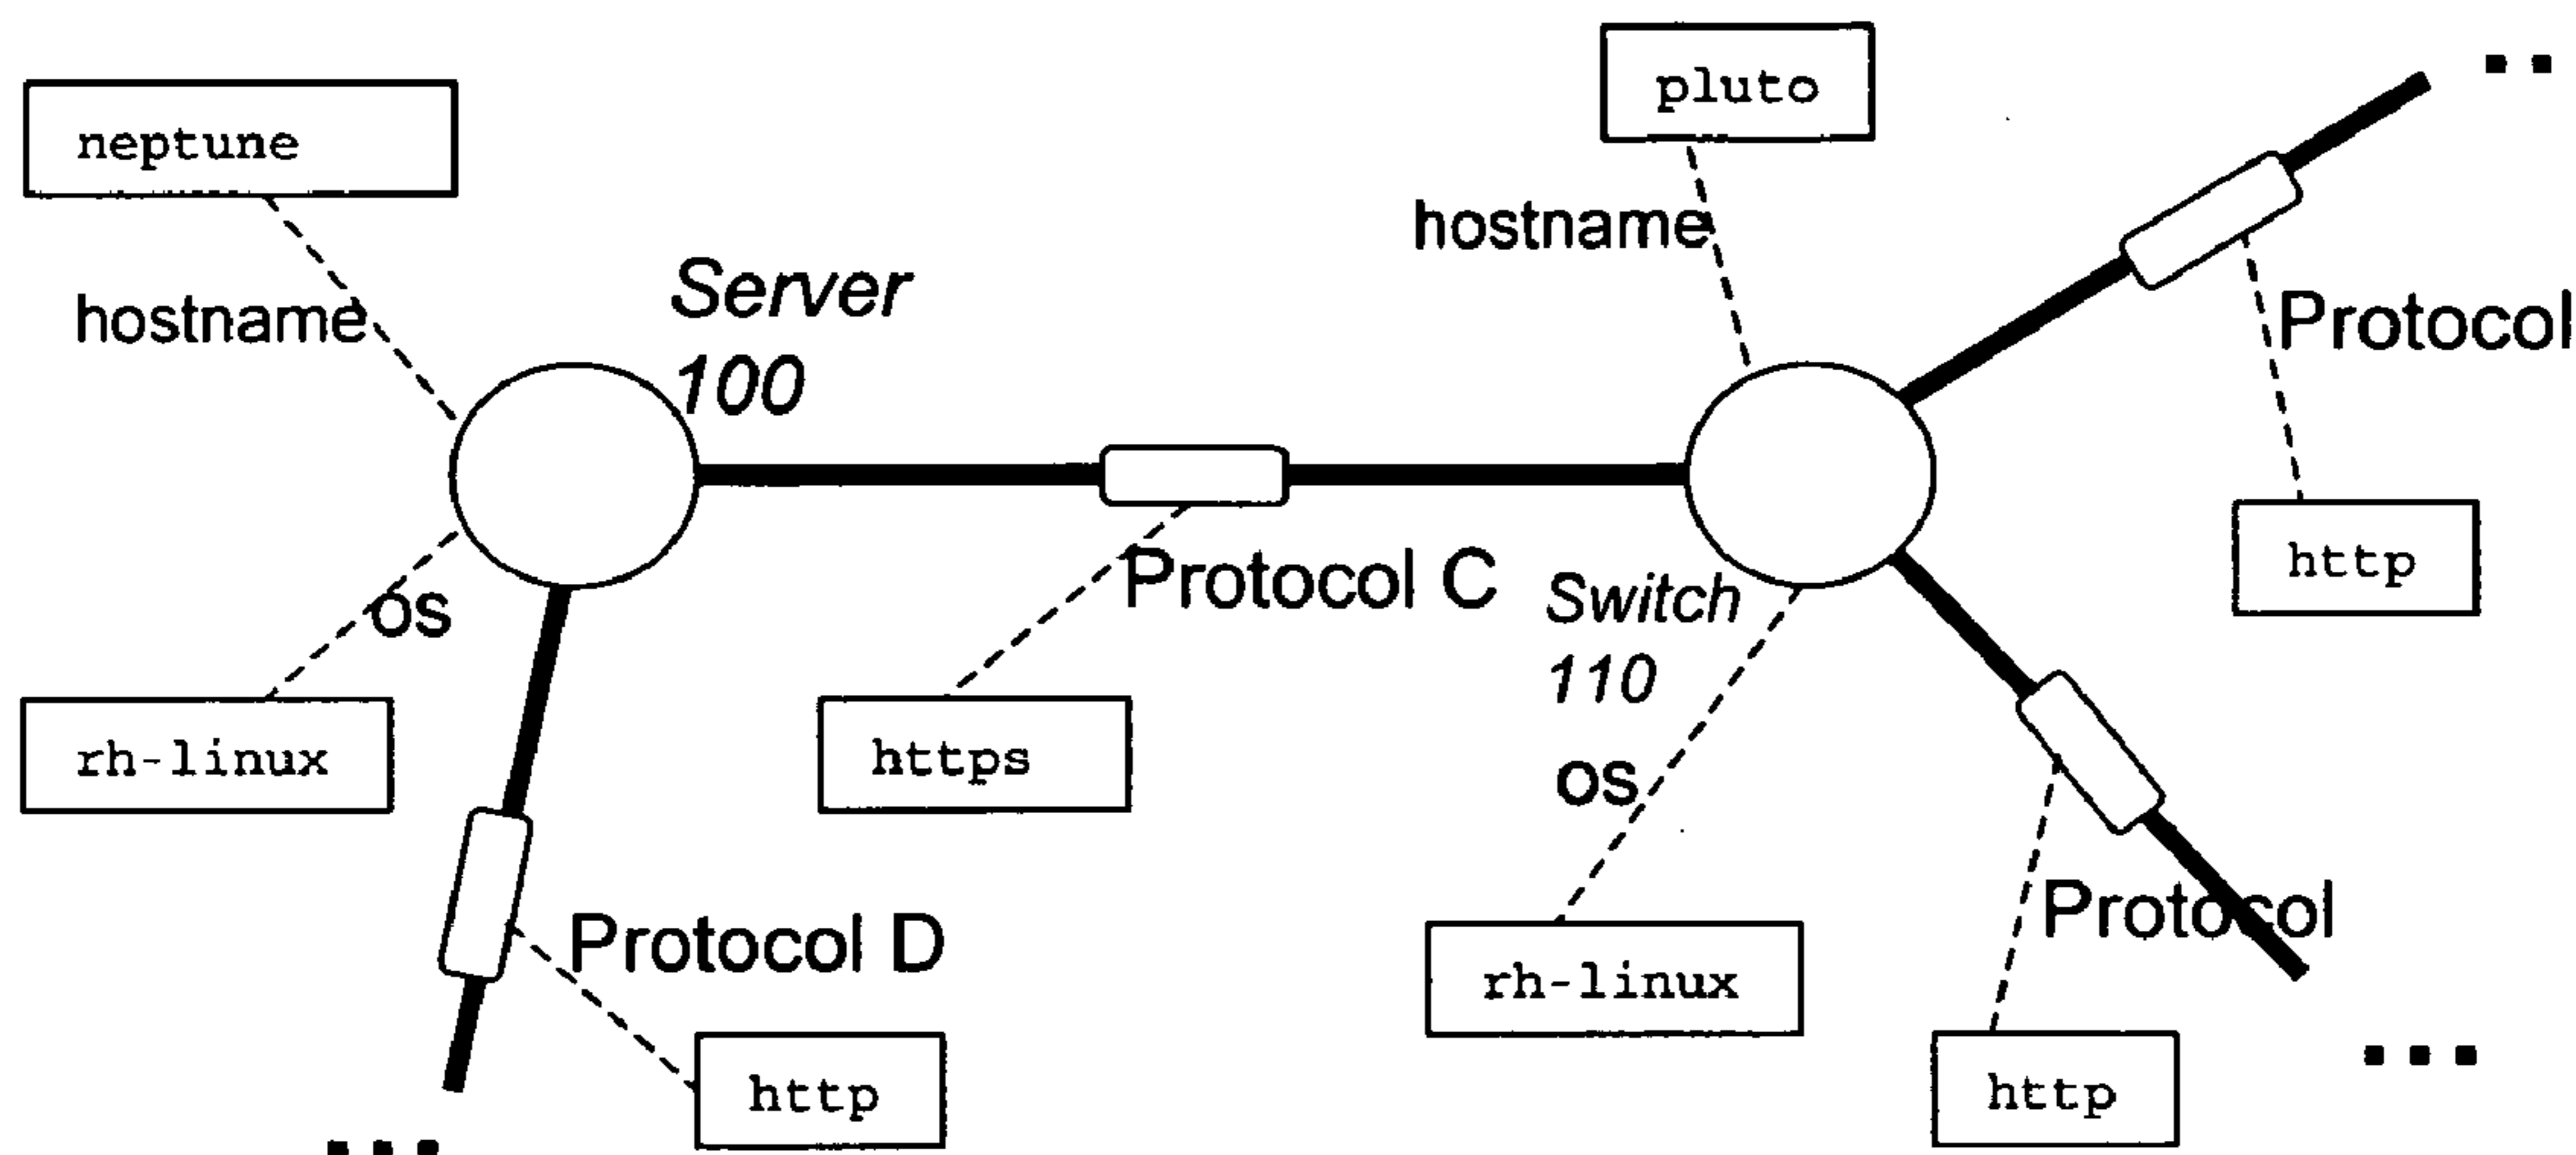 pluto
neptune
hostname
Server
100
hostname
Protocol
os
Protocol C
Switch
110
http
rh-linux
https
os
Protocol D
Protocol
rh-linux
http
http